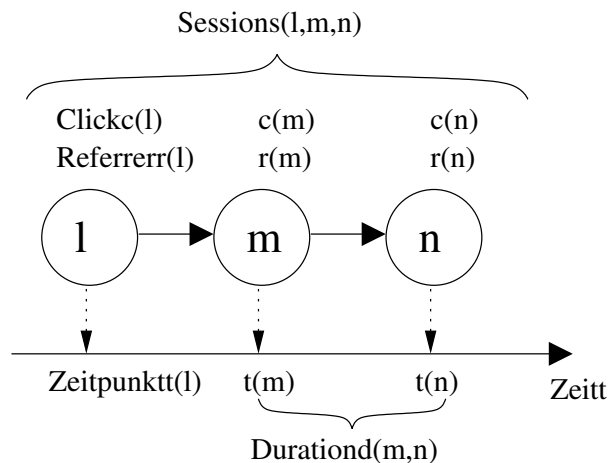 Sessions(l,m,n)
Clickc(l) c(m) c(n)
Referrerr(l) r(m) r(n)
l m n
Zeitpunktt(l) t(m) t(n)
Zeitt
Durationd(m,n)